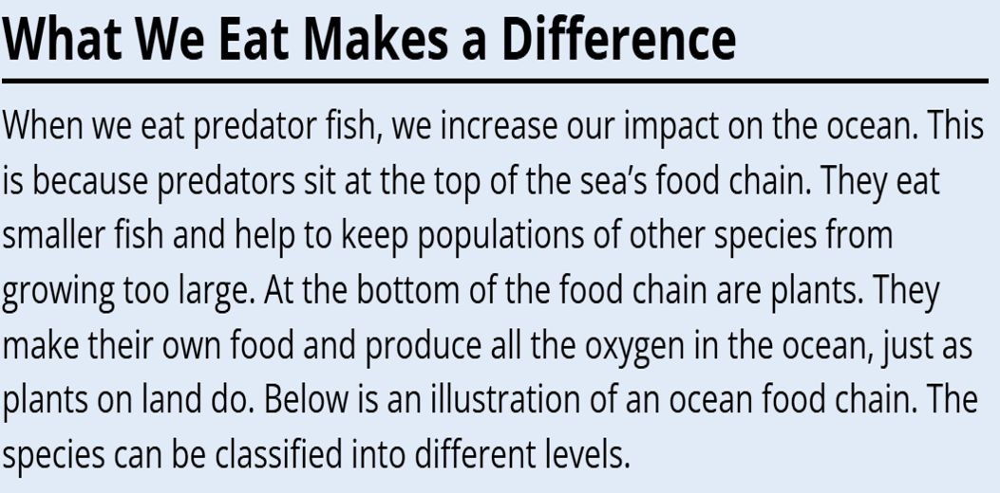 What We Eat Makes a Difference
When we eat predator fish, we increase our impact on the ocean. This
is because predators sit at the top of the sea’s food chain. They eat
smaller fish and help to keep populations of other species from
growing too large. At the bottom of the food chain are plants. They
make their own food and produce all the oxygen in the ocean, just as
plants on land do. Below is an illustration of an ocean food chain. The
species can be classified into different levels.